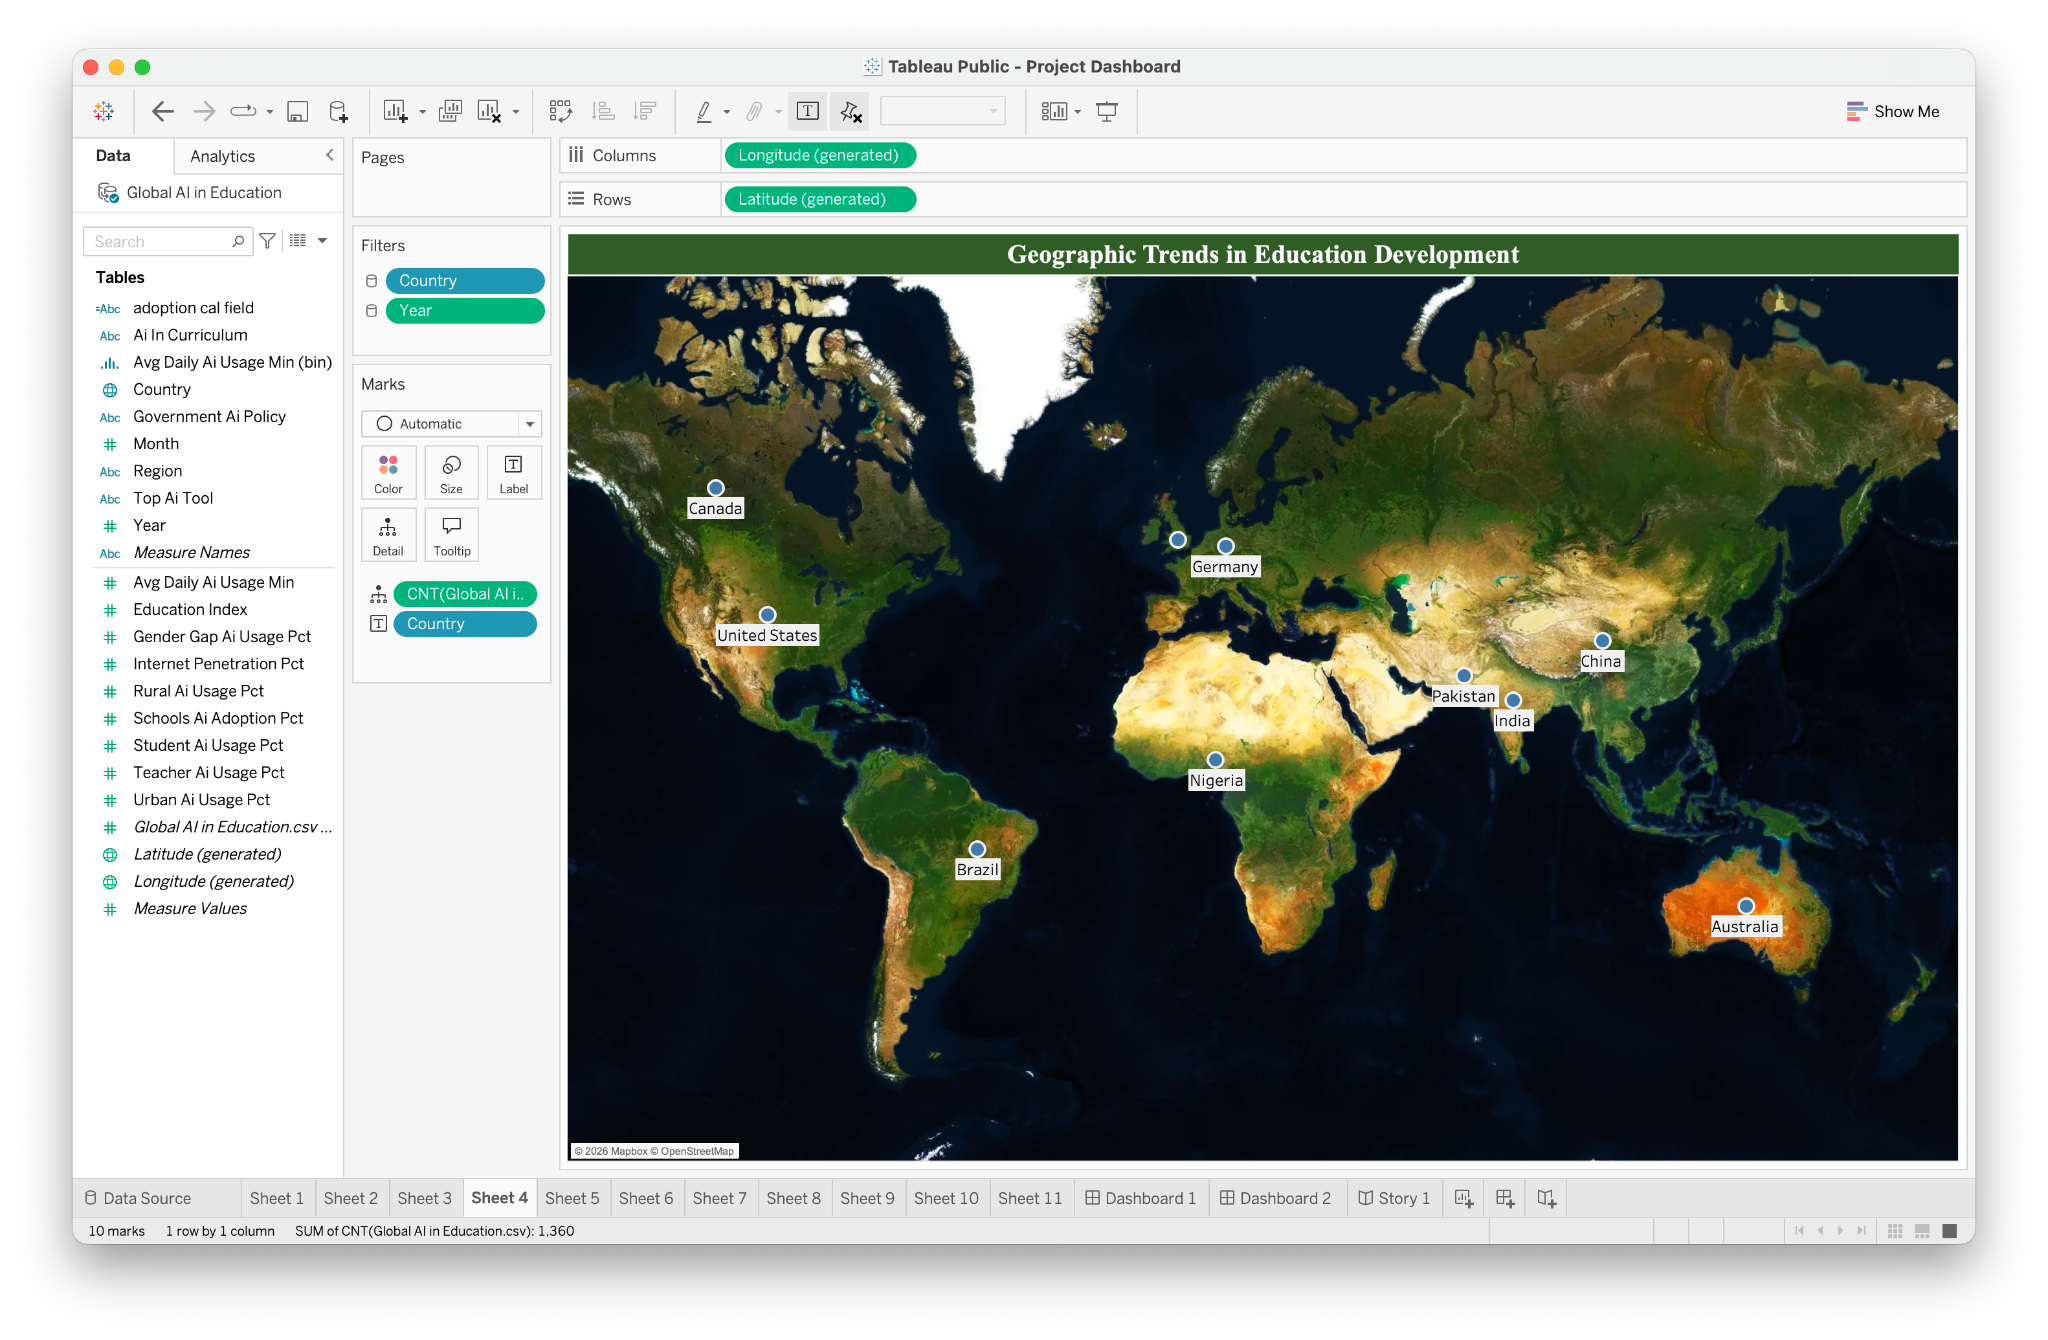 Tableau Public - Project Dashboard
Show Me
Data
Analytics
Global AI in Education
Search
Tables
=Abc adoption cal field
Abc Ai In Curriculum
Avg Daily Ai Usage Min (bin)
Country
Abc Government Ai Policy
Month
Abc Region
Abc Top Ai Tool
Year
Abc Measure Names
Avg Daily Ai Usage Min
Education Index
Gender Gap Ai Usage Pct
Internet Penetration Pct
Rural Ai Usage Pct
Schools Ai Adoption Pct
Student Ai Usage Pct
Teacher Ai Usage Pct
Urban Ai Usage Pct
Global AI in Education.csv ...
Latitude (generated)
Longitude (generated)
Measure Values
Pages
Filters
Country
Year
Marks
Automatic
Color
Size
Label
Detail
Tooltip
CNT(Global AI i..
Country
Columns
Longitude (generated)
Rows
Latitude (generated)
Geographic Trends in Education Development
Canada
Germany
United States
China
Pakistan
India
Nigeria
Brazil
Australia
© 2026 Mapbox © OpenStreetMap
Data Source
Sheet 1
Sheet 2
Sheet 3
Sheet 4
Sheet 5
Sheet 6
Sheet 7
Sheet 8
Sheet 9
Sheet 10
Sheet 11
Dashboard 1
Dashboard 2
Story 1
10 marks
1 row by 1 column
SUM of CNT(Global AI in Education.csv): 1,360